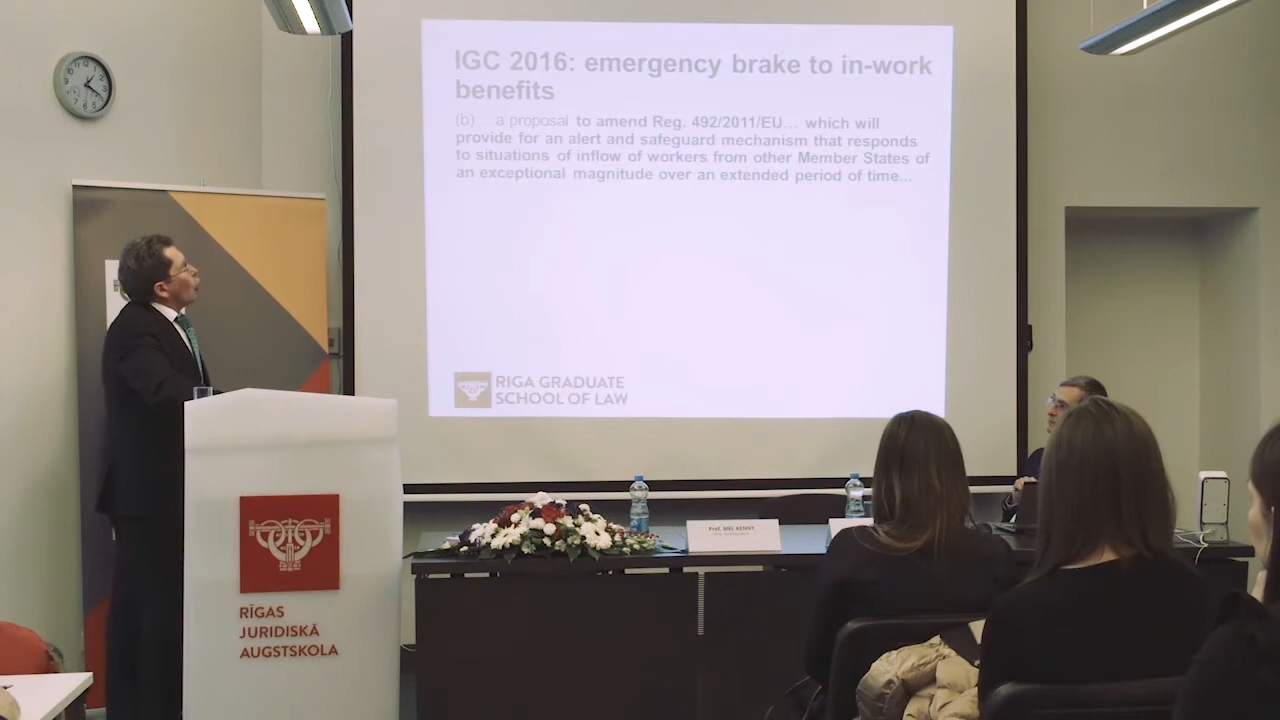 IGC 2016: emergency brake to in-work
benefits
(b) ... a proposal to amend Reg. 492/2011/EU... which will
provide for an alert and safeguard mechanism that responds
to situations of inflow of workers from other Member States of
an exceptional magnitude over an extended period of time...
RIGA GRADUATE
SCHOOL OF LAW
Prof. MEL KENNY
RĪGAS
JURIDISKĀ
AUGSTSKOLA